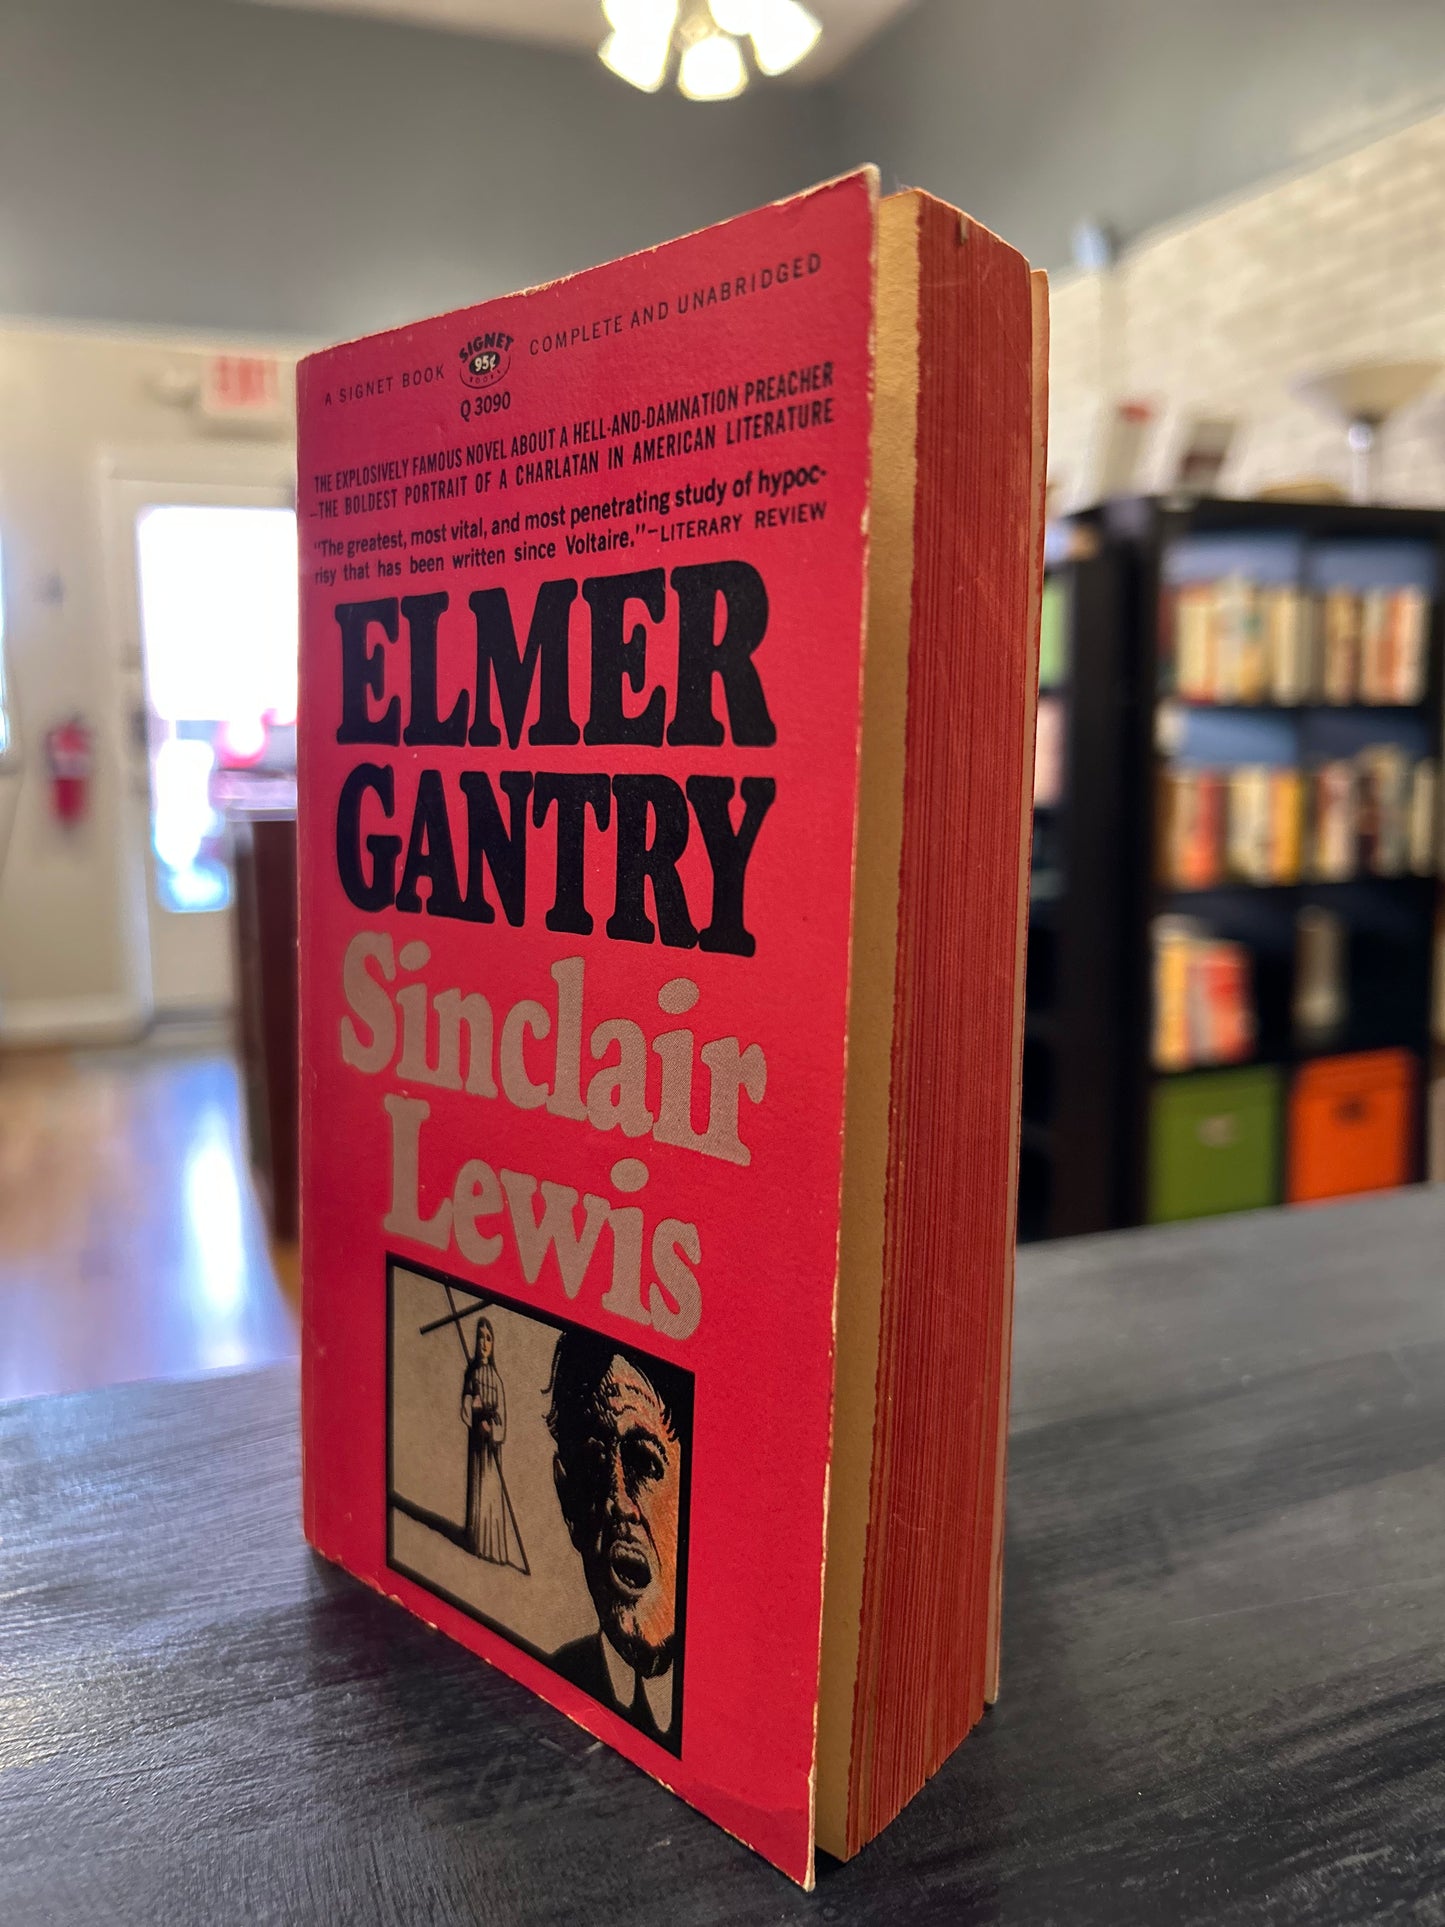 A SIGNET BOOK
SIGNET
95¢
BOOKS
COMPLETE AND UNABRIDGED
Q 3090
THE EXPLOSIVELY FAMOUS NOVEL ABOUT A HELL-AND-DAMNATION PREACHER
—THE BOLDEST PORTRAIT OF A CHARLATAN IN AMERICAN LITERATURE
"The greatest, most vital, and most penetrating study of hypoc-
risy that has been written since Voltaire."—LITERARY REVIEW
ELMER
GANTRY
Sinclair
Lewis
EXIT